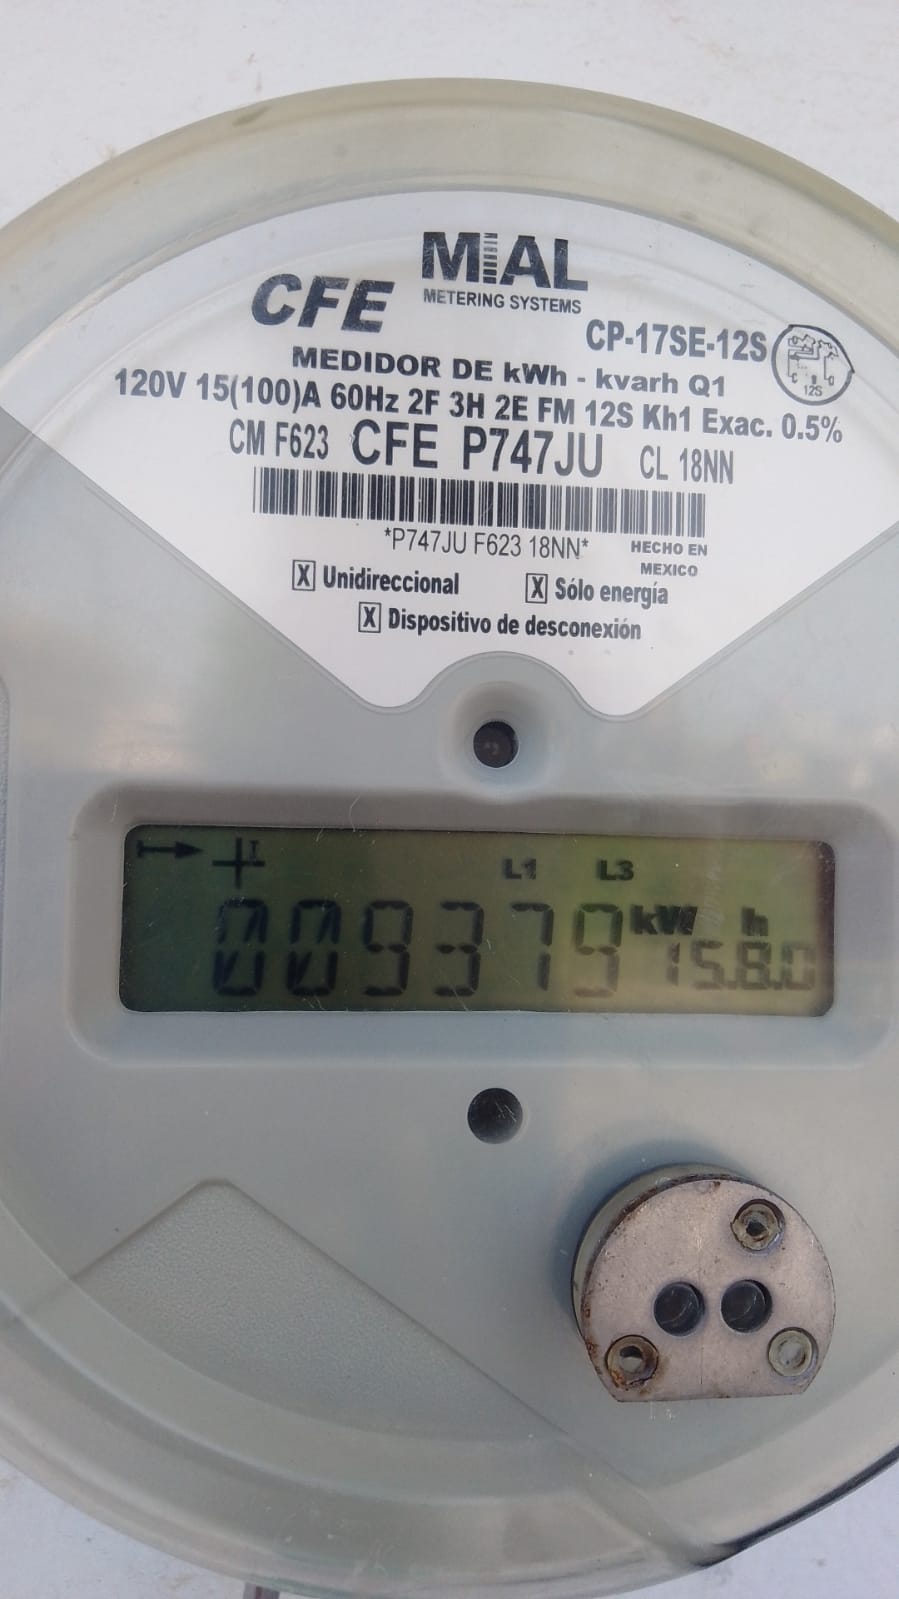 MIAL
METERING SYSTEMS
CFE
CP-17SE-12S
12S
MEDIDOR DE kWh - kvarh Q1
120V 15(100)A 60Hz 2F 3H 2E FM 12S Kh1 Exac. 0.5%
CM F623 CFE P747JU CL 18NN
*P747JU F623 18NN*
HECHO EN
MEXICO
X Unidireccional X Sólo energía
X Dispositivo de desconexión
L1 L3
009379 kW h 15.8.0